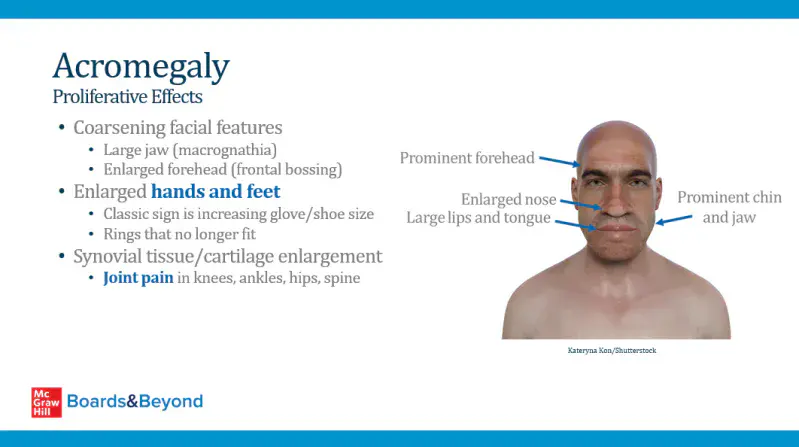 Acromegaly
Proliferative Effects
• Coarsening facial features
• Large jaw (macrognathia)
• Enlarged forehead (frontal bossing)
• Enlarged hands and feet
• Classic sign is increasing glove/shoe size
• Rings that no longer fit
• Synovial tissue/cartilage enlargement
• Joint pain in knees, ankles, hips, spine
Prominent forehead
Enlarged nose
Large lips and tongue
Prominent chin
and jaw
Kateryna Kon/Shutterstock
Mc
Graw
Hill
Boards&Beyond